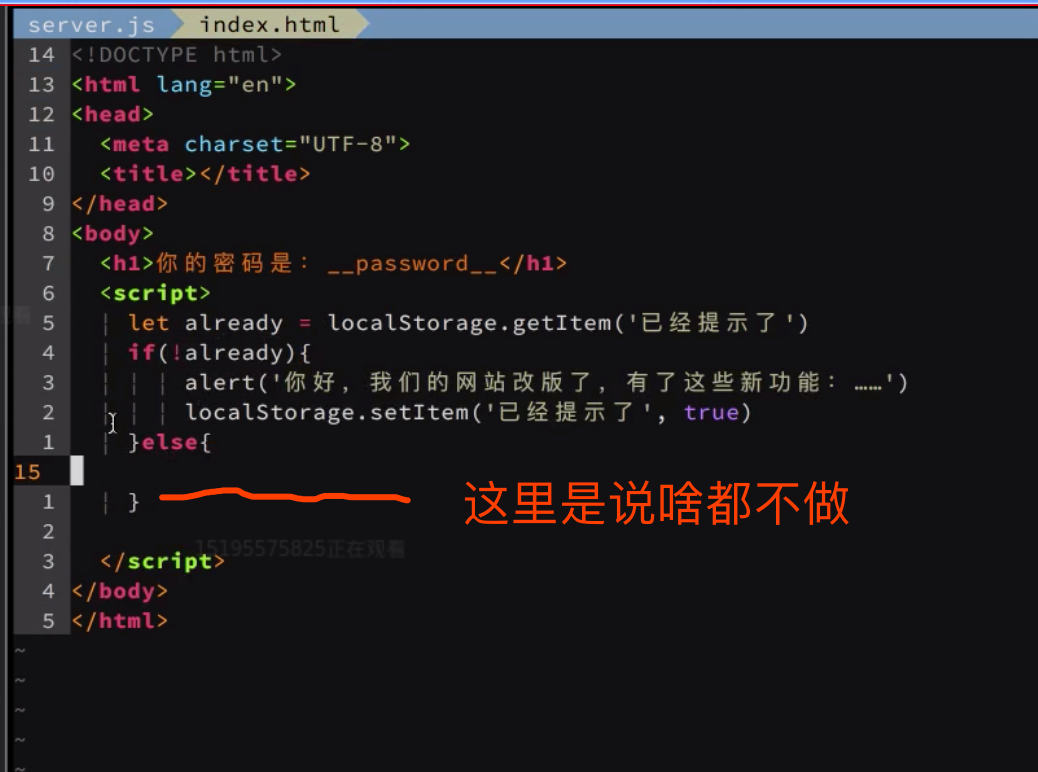 server.js index.html
14 <!DOCTYPE html>
13 <html lang="en">
12 <head>
11 <meta charset="UTF-8">
10 <title></title>
9 </head>
8 <body>
7 <h1>你的密码是：__password__</h1>
6 <script>
5 let already = localStorage.getItem('已经提示了')
4 if(!already){
3 alert('你好，我们的网站改版了，有了这些新功能：……')
2 localStorage.setItem('已经提示了', true)
1 }else{
15
1 }
这里是说啥都不做
2
15195575825正在观看
3 </script>
4 </body>
5 </html>
~
~
~
~
~